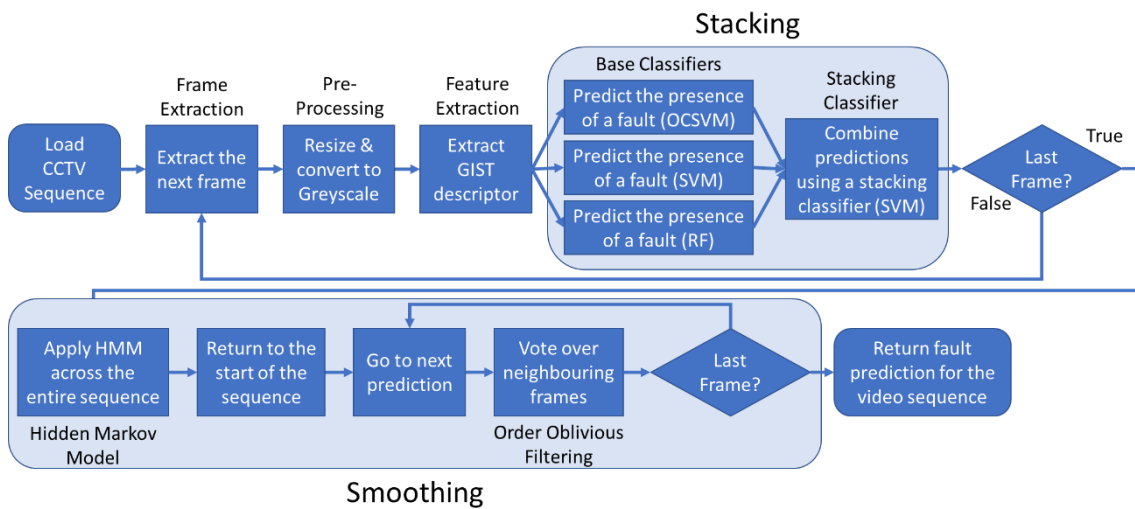 Stacking
Frame
Extraction
Pre-
Processing
Feature
Extraction
Base Classifiers
Stacking
Classifier
Load
CCTV
Sequence
Extract the
next frame
Resize &
convert to
Greyscale
Extract
GIST
descriptor
Predict the presence
of a fault (OCSVM)
Predict the presence
of a fault (SVM)
Predict the presence
of a fault (RF)
Combine
predictions
using a stacking
classifier (SVM)
Last
Frame?
True
False
Apply HMM
across the
entire sequence
Hidden Markov
Model
Return to the
start of the
sequence
Go to next
prediction
Vote over
neighbouring
frames
Order Oblivious
Filtering
Last
Frame?
Return fault
prediction for the
video sequence
Smoothing